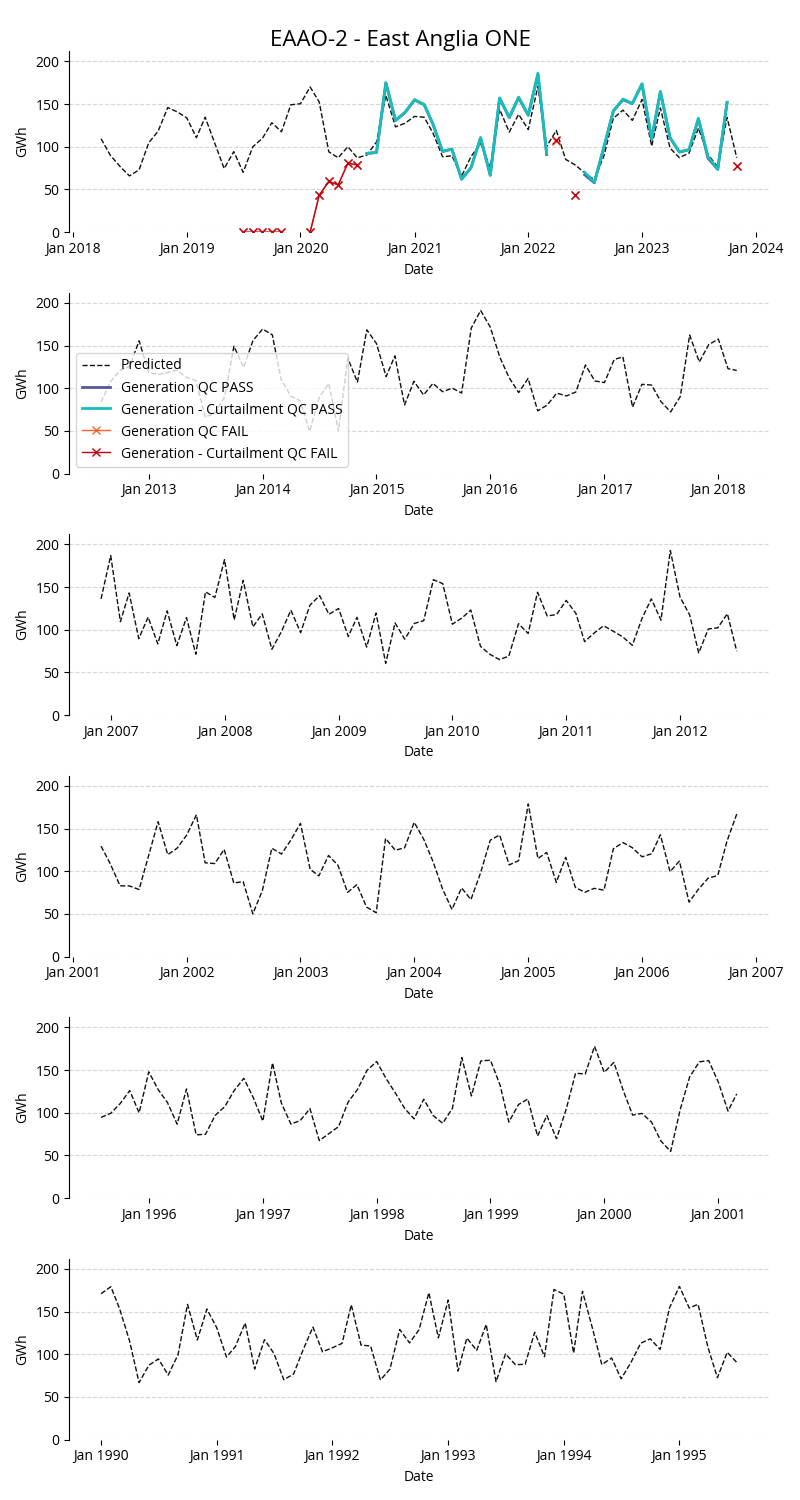 EAAO-2 - East Anglia ONE
200
150
100
50
0
GWh
Jan 2018
Jan 2019
Jan 2020
Jan 2021
Jan 2022
Jan 2023
Jan 2024
Date
200
150
100
50
0
GWh
Predicted
Generation QC PASS
Generation - Curtailment QC PASS
Generation QC FAIL
Generation - Curtailment QC FAIL
Jan 2013
Jan 2014
Jan 2015
Jan 2016
Jan 2017
Jan 2018
Date
200
150
100
50
0
GWh
Jan 2007
Jan 2008
Jan 2009
Jan 2010
Jan 2011
Jan 2012
Date
200
150
100
50
0
GWh
Jan 2001
Jan 2002
Jan 2003
Jan 2004
Jan 2005
Jan 2006
Jan 2007
Date
200
150
100
50
0
GWh
Jan 1996
Jan 1997
Jan 1998
Jan 1999
Jan 2000
Jan 2001
Date
200
150
100
50
0
GWh
Jan 1990
Jan 1991
Jan 1992
Jan 1993
Jan 1994
Jan 1995
Date